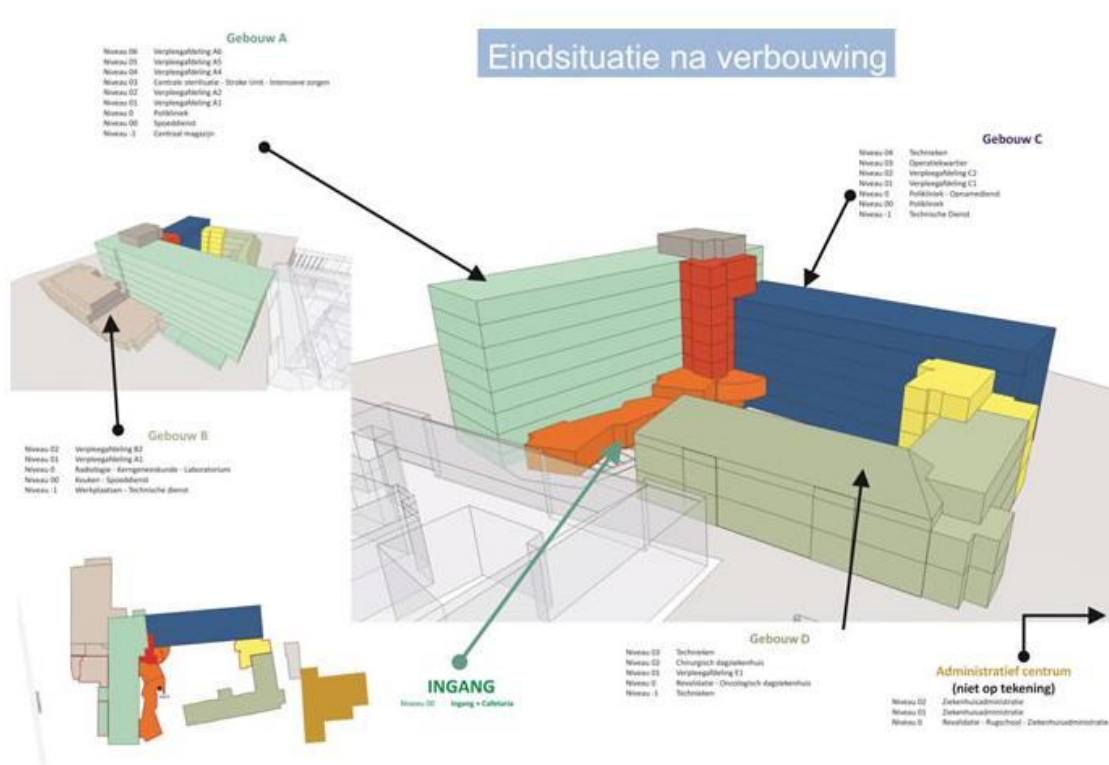 Eindsituatie na verbouwing
Gebouw A
Niveau 06 Verpleegafdeling A6
Niveau 05 Verpleegafdeling A5
Niveau 04 Verpleegafdeling A4
Niveau 03 Centrale sterilisatie - Stroke Unit - Intensieve zorgen
Niveau 02 Verpleegafdeling A2
Niveau 01 Verpleegafdeling A1
Niveau 0 Polikliniek
Niveau 00 Spoeddienst
Niveau -1 Centraal magazijn
Gebouw C
Niveau 04 Technieken
Niveau 03 Operatiekwartier
Niveau 02 Verpleegafdeling C2
Niveau 01 Verpleegafdeling C1
Niveau 0 Polikliniek - Opnamedienst
Niveau 00 Polikliniek
Niveau -1 Technische Dienst
Gebouw B
Niveau 02 Verpleegafdeling B2
Niveau 01 Verpleegafdeling A1
Niveau 0 Radiologie - Kerngeneeskunde - Laboratorium
Niveau 00 Keuken - Spoeddienst
Niveau -1 Werkplaatsen - Technische dienst
INGANG
Niveau 00 Ingang + Cafetaria
Gebouw D
Niveau 03 Technieken
Niveau 02 Chirurgisch dagziekenhuis
Niveau 01 Verpleegafdeling E1
Niveau 0 Revalidatie - Oncologisch dagziekenhuis
Niveau -1 Technieken
Administratief centrum
(niet op tekening)
Niveau 02 Ziekenhuisadministratie
Niveau 01 Ziekenhuisadministratie
Niveau 0 Revalidatie - Rugschool - Ziekenhuisadministratie